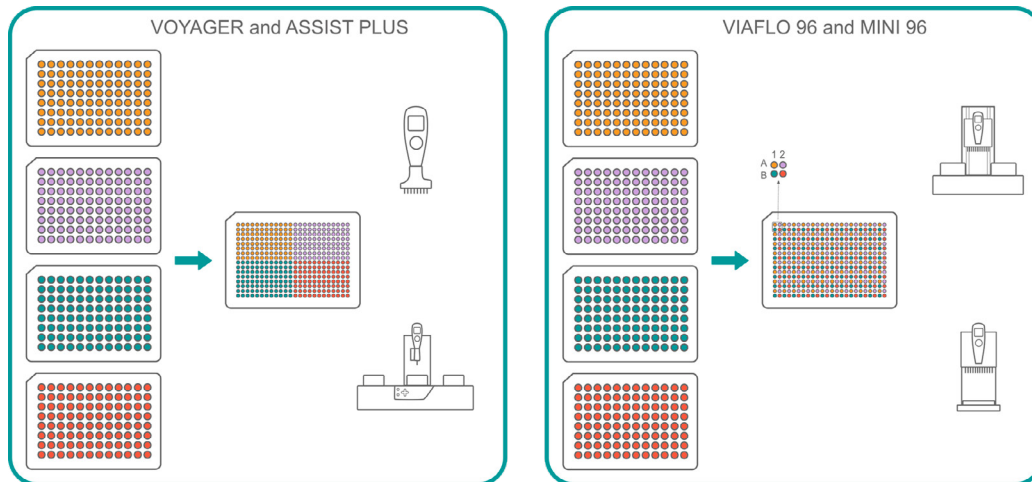 VOYAGER and ASSIST PLUS
VIAFLO 96 and MINI 96
1 2
A
B